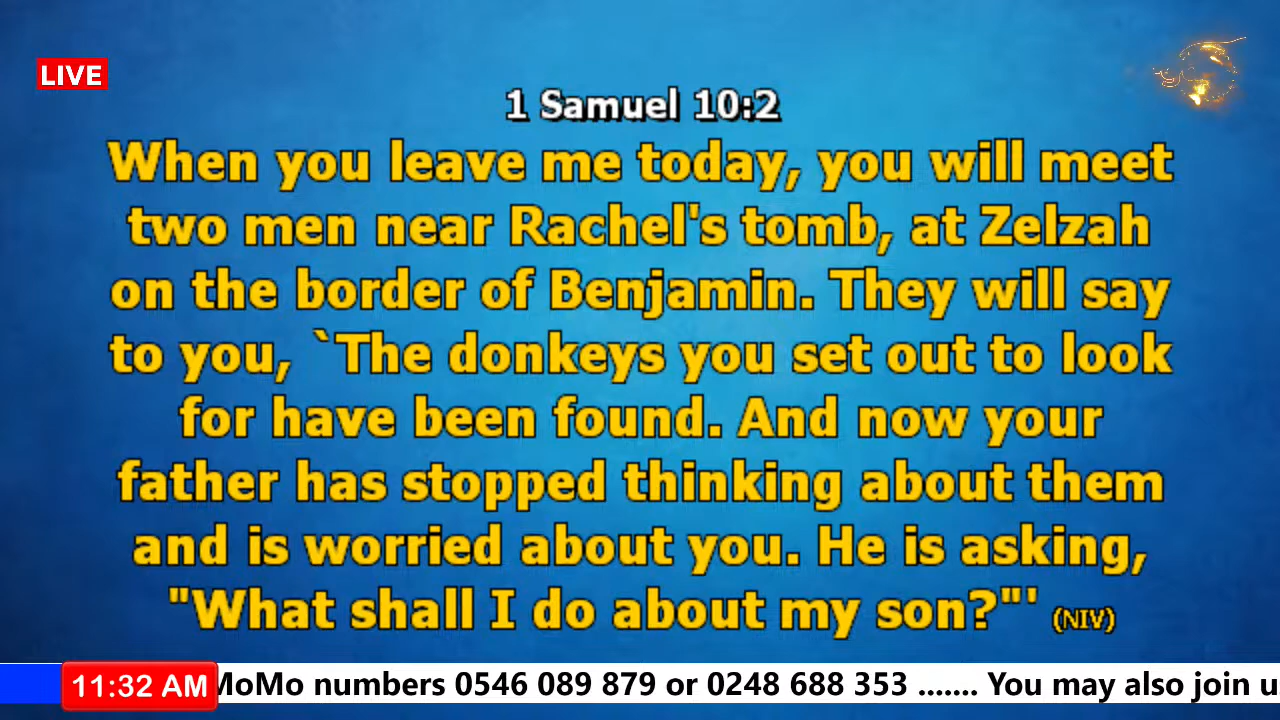 LIVE
1 Samuel 10:2
When you leave me today, you will meet
two men near Rachel's tomb, at Zelzah
on the border of Benjamin. They will say
to you, `The donkeys you set out to look
for have been found. And now your
father has stopped thinking about them
and is worried about you. He is asking,
"What shall I do about my son?"' (NIV)
11:32 AM MoMo numbers 0546 089 879 or 0248 688 353 ....... You may also join u